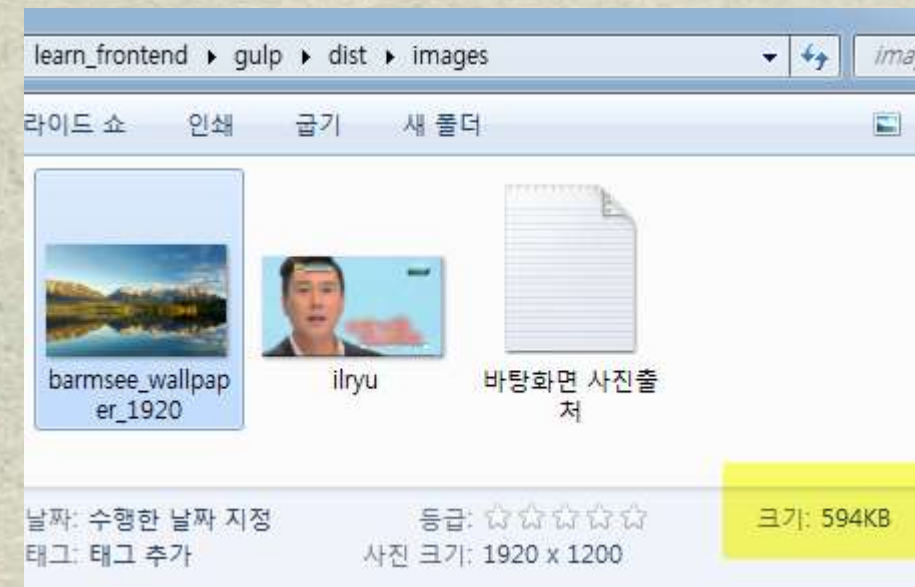 learn_frontend ▸ gulp ▸ dist ▸ images
라이드 쇼 인쇄 굽기 새 폴더
barmsee_wallpap
er_1920
ilryu
바탕화면 사진출
처
날짜: 수행한 날짜 지정 등급: ☆☆☆☆☆ 크기: 594KB
태그: 태그 추가 사진 크기: 1920 x 1200